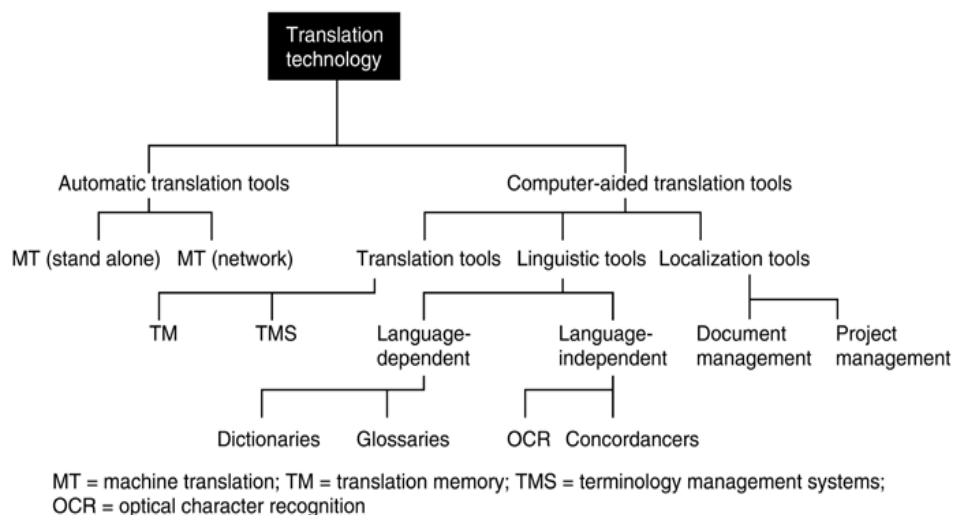 Translation
technology
Automatic translation tools
Computer-aided translation tools
MT (stand alone)
MT (network)
Translation tools
Linguistic tools
Localization tools
TM
TMS
Language-
dependent
Language-
independent
Document
management
Project
management
Dictionaries
Glossaries
OCR
Concordancers
MT = machine translation; TM = translation memory; TMS = terminology management systems;
OCR = optical character recognition